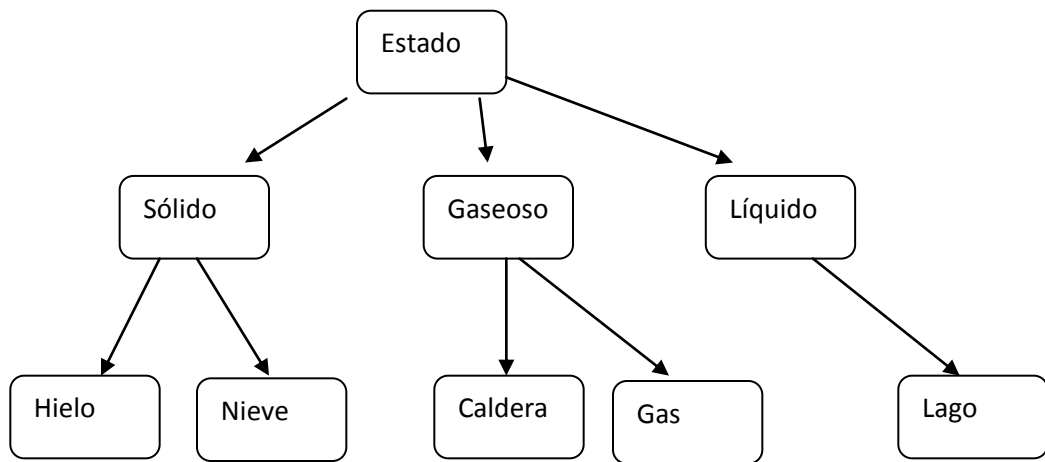 Estado
Sólido
Gaseoso
Líquido
Hielo
Nieve
Caldera
Gas
Lago